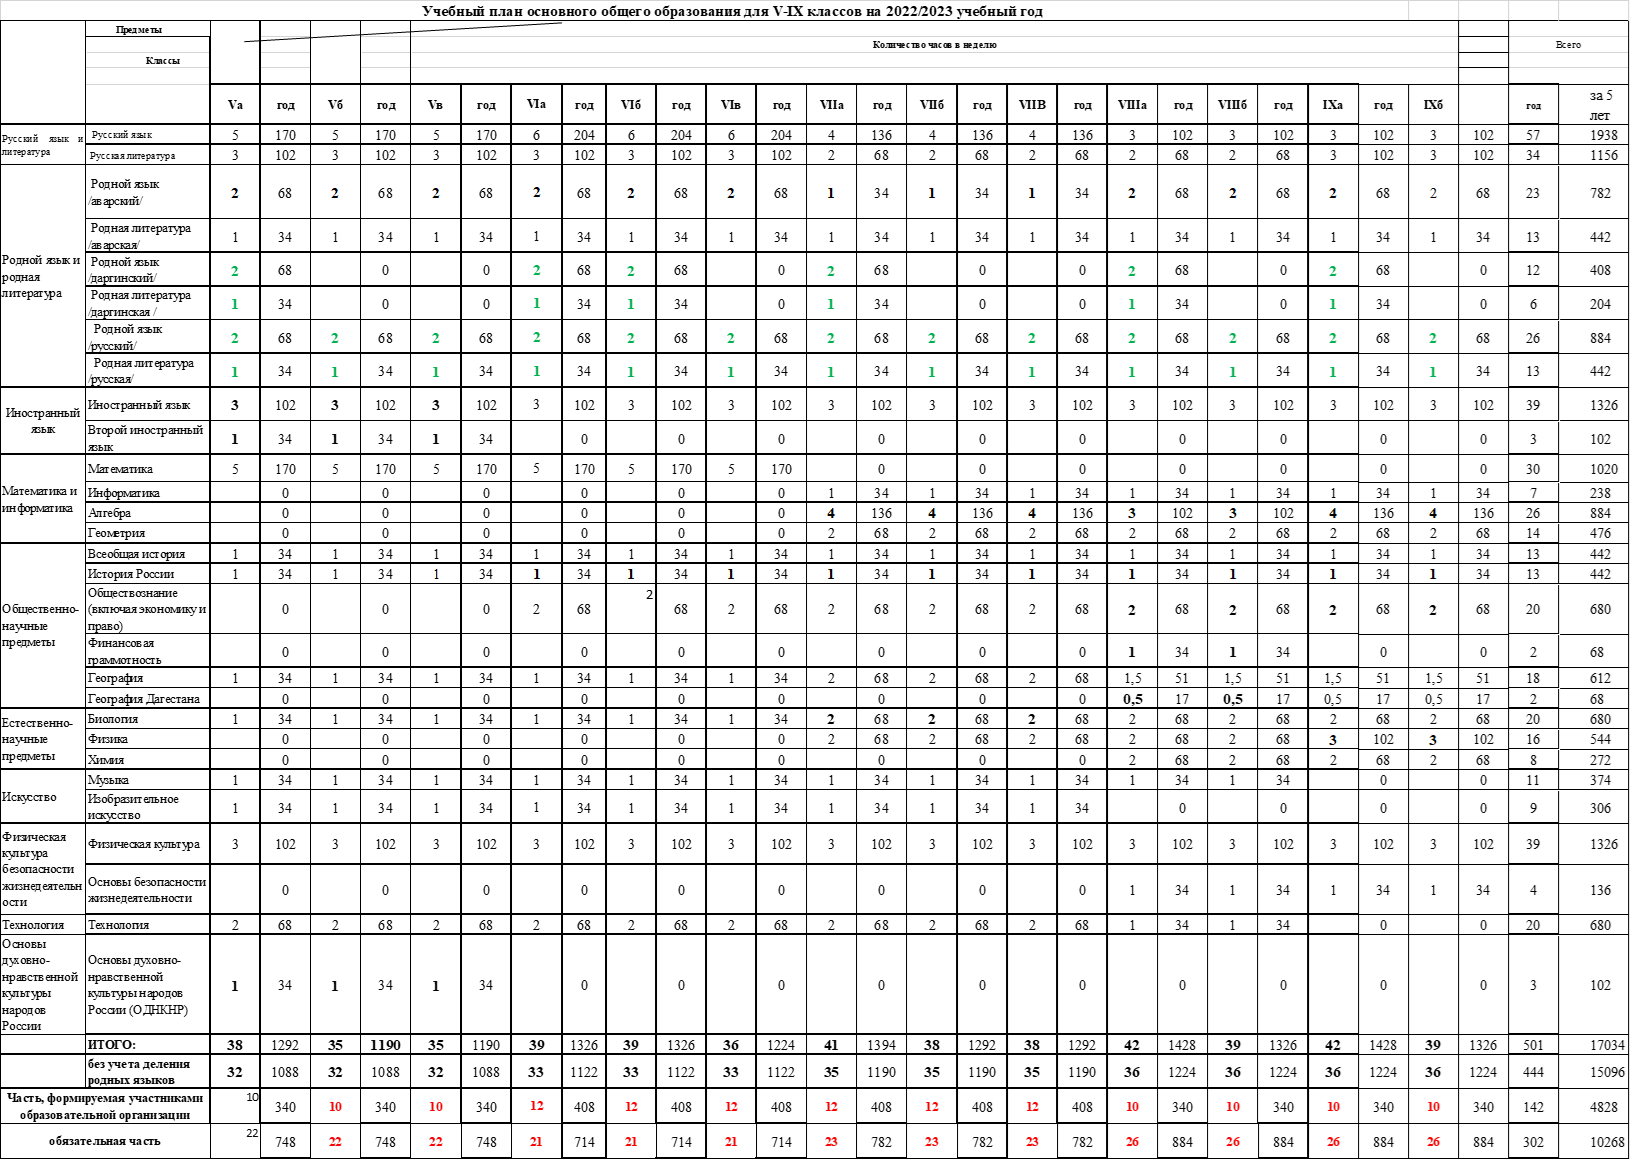 Учебный план основного общего образования для V-IX классов на 2022/2023 учебный год
Предметы
Классы
Количество часов в неделю
Всего
Vа год Vб год Vв год VIа год VIб год VIв год VIIа год VIIб год VIIВ год VIIIа год VIIIб год IXа год IXб год за 5 лет
Русский язык и литература
Русский язык 5 170 5 170 5 170 6 204 6 204 6 204 4 136 4 136 4 136 3 102 3 102 3 102 3 102 57 1938
Русская литература 3 102 3 102 3 102 3 102 3 102 3 102 2 68 2 68 2 68 2 68 2 68 3 102 3 102 34 1156
Родной язык и родная литература
Родной язык /аварский/ 2 68 2 68 2 68 2 68 2 68 2 68 1 34 1 34 1 34 2 68 2 68 2 68 2 68 23 782
Родная литература /аварская/ 1 34 1 34 1 34 1 34 1 34 1 34 1 34 1 34 1 34 1 34 1 34 1 34 1 34 13 442
Родной язык /даргинский/ 2 68 0 0 2 68 2 68 0 2 68 0 0 2 68 0 2 68 0 12 408
Родная литература /даргинская / 1 34 0 0 1 34 1 34 0 1 34 0 0 1 34 0 1 34 0 6 204
Родной язык /русский/ 2 68 2 68 2 68 2 68 2 68 2 68 2 68 2 68 2 68 2 68 2 68 2 68 2 68 26 884
Родная литература /русская/ 1 34 1 34 1 34 1 34 1 34 1 34 1 34 1 34 1 34 1 34 1 34 1 34 1 34 13 442
Иностранный язык
Иностранный язык 3 102 3 102 3 102 3 102 3 102 3 102 3 102 3 102 3 102 3 102 3 102 3 102 3 102 39 1326
Второй иностранный язык 1 34 1 34 1 34 0 0 0 0 0 0 0 0 0 0 3 102
Математика и информатика
Математика 5 170 5 170 5 170 5 170 5 170 5 170 0 0 0 0 0 0 0 30 1020
Информатика 0 0 0 0 0 0 1 34 1 34 1 34 1 34 1 34 1 34 1 34 7 238
Алгебра 0 0 0 0 0 0 4 136 4 136 4 136 3 102 3 102 4 136 4 136 26 884
Геометрия 0 0 0 0 0 0 2 68 2 68 2 68 2 68 2 68 2 68 2 68 14 476
Общественно-научные предметы
Всеобщая история 1 34 1 34 1 34 1 34 1 34 1 34 1 34 1 34 1 34 1 34 1 34 1 34 1 34 13 442
История России 1 34 1 34 1 34 1 34 1 34 1 34 1 34 1 34 1 34 1 34 1 34 1 34 1 34 13 442
Обществознание (включая экономику и право) 0 0 0 2 68 2 68 2 68 2 68 2 68 2 68 2 68 2 68 2 68 2 68 20 680
Финансовая граммотность 0 0 0 0 0 0 0 0 0 1 34 1 34 0 0 2 68
География 1 34 1 34 1 34 1 34 1 34 1 34 2 68 2 68 2 68 1,5 51 1,5 51 1,5 51 1,5 51 18 612
География Дагестана 0 0 0 0 0 0 0 0 0 0,5 17 0,5 17 0,5 17 0,5 17 2 68
Естественно-научные предметы
Биология 1 34 1 34 1 34 1 34 1 34 1 34 2 68 2 68 2 68 2 68 2 68 2 68 2 68 20 680
Физика 0 0 0 0 0 0 2 68 2 68 2 68 2 68 2 68 3 102 3 102 16 544
Химия 0 0 0 0 0 0 0 0 0 2 68 2 68 2 68 2 68 8 272
Искусство
Музыка 1 34 1 34 1 34 1 34 1 34 1 34 1 34 1 34 1 34 1 34 1 34 0 0 11 374
Изобразительное искусство 1 34 1 34 1 34 1 34 1 34 1 34 1 34 1 34 1 34 0 0 0 0 9 306
Физическая культура безопасности жизнедеятельности
Физическая культура 3 102 3 102 3 102 3 102 3 102 3 102 3 102 3 102 3 102 3 102 3 102 3 102 3 102 39 1326
Основы безопасности жизнедеятельности 0 0 0 0 0 0 0 0 0 1 34 1 34 1 34 1 34 4 136
Технология
Технология 2 68 2 68 2 68 2 68 2 68 2 68 2 68 2 68 2 68 1 34 1 34 0 0 20 680
Основы духовно-нравственной культуры народов России
Основы духовно-нравственной культуры народов России (ОДНКНР) 1 34 1 34 1 34 0 0 0 0 0 0 0 0 0 0 3 102
ИТОГО: 38 1292 35 1190 35 1190 39 1326 39 1326 36 1224 41 1394 38 1292 38 1292 42 1428 39 1326 42 1428 39 1326 501 17034
без учета деления родных языков 32 1088 32 1088 32 1088 33 1122 33 1122 33 1122 35 1190 35 1190 35 1190 36 1224 36 1224 36 1224 36 1224 444 15096
Часть, формируемая участниками образовательной организации 10 340 10 340 10 340 12 408 12 408 12 408 12 408 12 408 12 408 10 340 10 340 10 340 10 340 142 4828
обязательная часть 22 748 22 748 22 748 21 714 21 714 21 714 23 782 23 782 23 782 26 884 26 884 26 884 26 884 302 10268